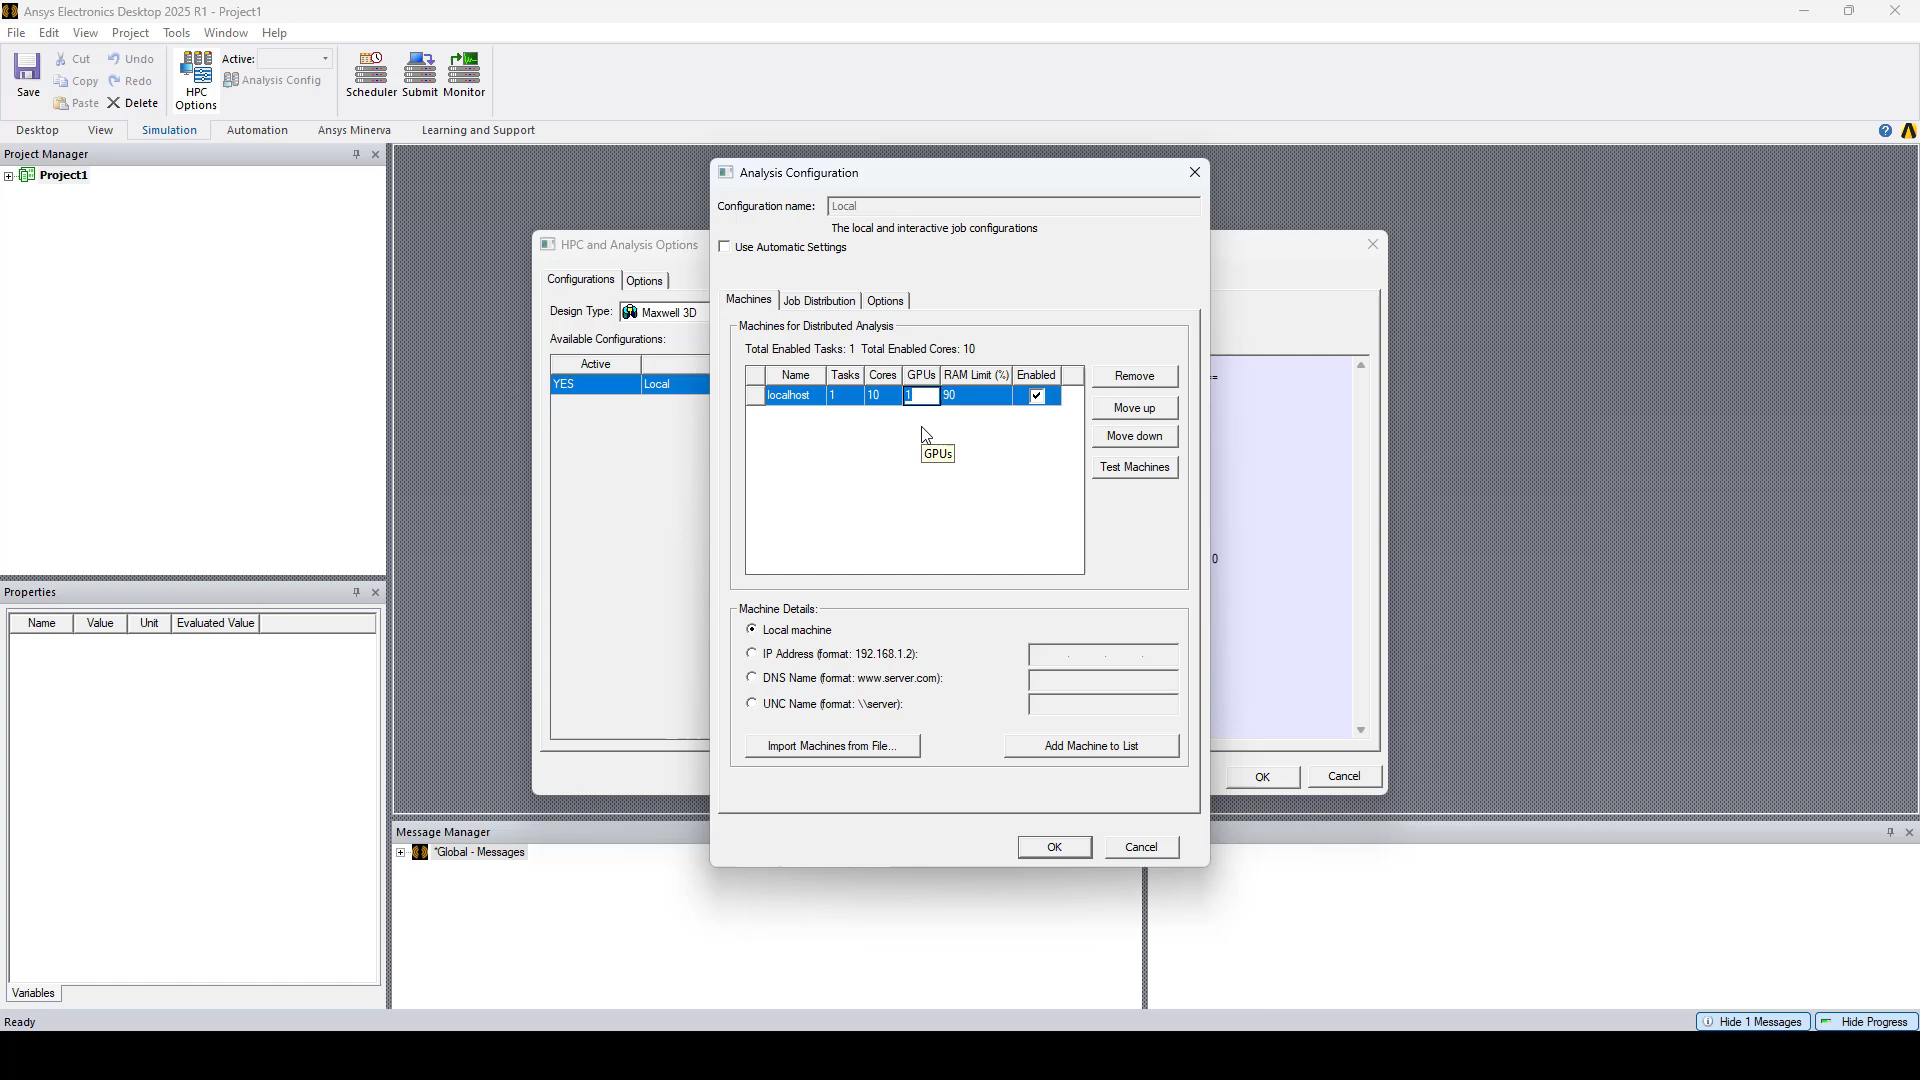 Ansys Electronics Desktop 2025 R1 - Project1
File Edit View Project Tools Window Help
Save
Cut
Copy
Paste
Undo
Redo
Delete
HPC Options
Active:
Analysis Config
Scheduler Submit Monitor
Desktop View Simulation Automation Ansys Minerva Learning and Support
Project Manager
Project1
Properties
Name Value Unit Evaluated Value
Variables
HPC and Analysis Options
Configurations Options
Design Type: Maxwell 3D
Available Configurations:
Active
YES Local
0
OK Cancel
Analysis Configuration
Configuration name: Local
The local and interactive job configurations
Use Automatic Settings
Machines Job Distribution Options
Machines for Distributed Analysis
Total Enabled Tasks: 1 Total Enabled Cores: 10
Name Tasks Cores GPUs RAM Limit (%) Enabled
localhost 1 10 1 90
GPUs
Remove
Move up
Move down
Test Machines
Machine Details:
Local machine
IP Address (format: 192.168.1.2):
DNS Name (format: www.server.com):
UNC Name (format: \\server):
Import Machines from File... Add Machine to List
OK Cancel
Message Manager
*Global - Messages
Ready
Hide 1 Messages Hide Progress